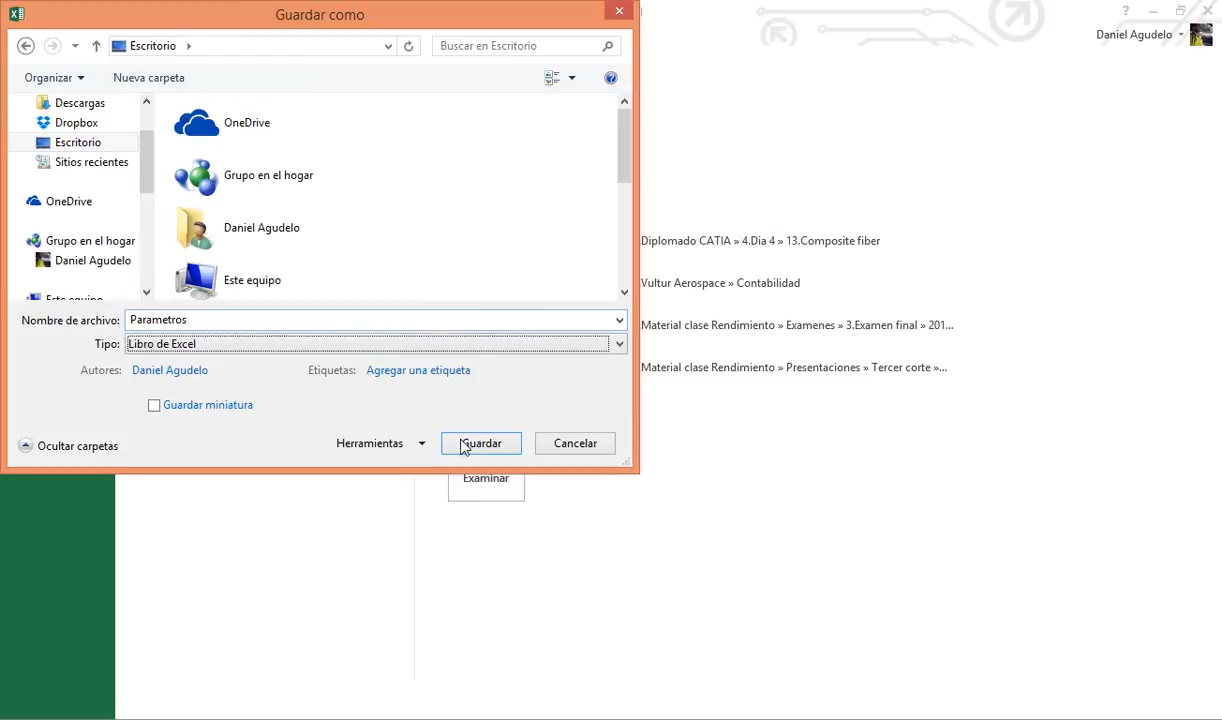 Guardar como
Escritorio
Buscar en Escritorio
Daniel Agudelo
Organizar
Nueva carpeta
Descargas
Dropbox
Escritorio
Sitios recientes
OneDrive
Grupo en el hogar
Daniel Agudelo
Este equipo
OneDrive
Grupo en el hogar
Daniel Agudelo
Este equipo
Nombre de archivo: Parametros
Tipo: Libro de Excel
Autores: Daniel Agudelo
Etiquetas: Agregar una etiqueta
Guardar miniatura
Ocultar carpetas
Herramientas
Guardar
Cancelar
Examinar
Diplomado CATIA » 4.Dia 4 » 13.Composite fiber
Vultur Aerospace » Contabilidad
Material clase Rendimiento » Examenes » 3.Examen final » 201...
Material clase Rendimiento » Presentaciones » Tercer corte »...